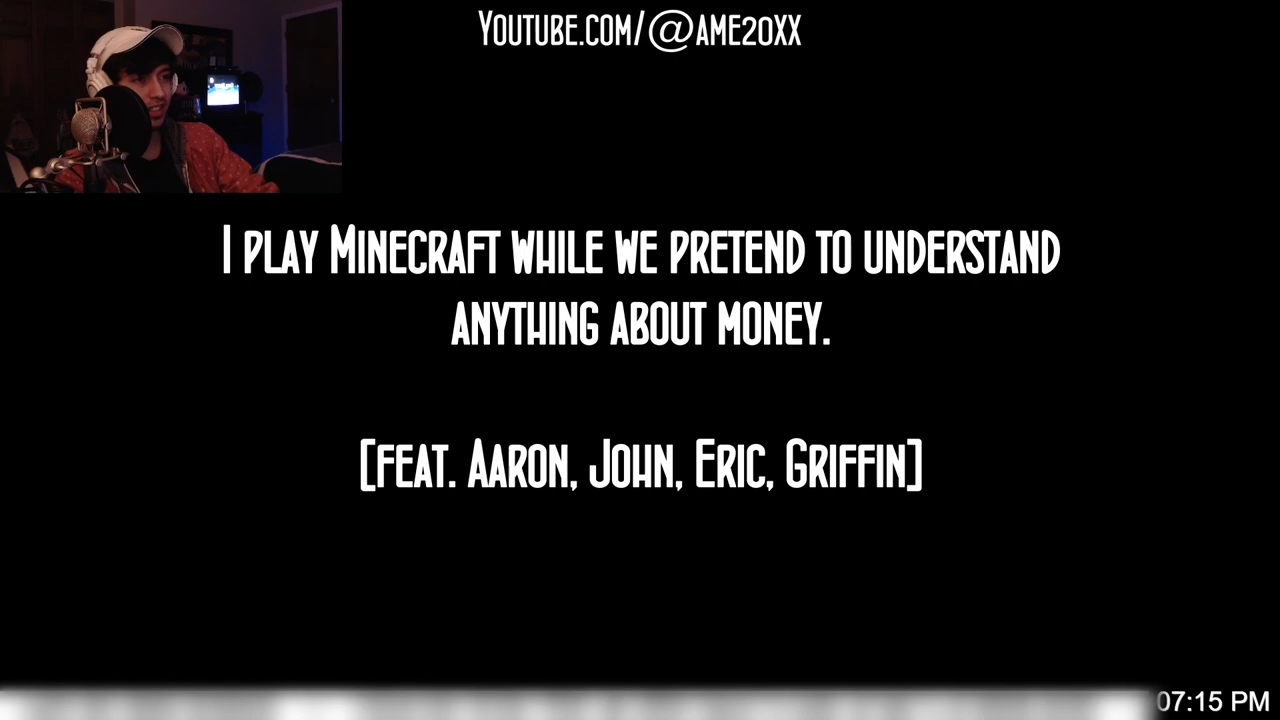 Youtube.com/@ame20xx
I play Minecraft while we pretend to understand
anything about money.
[feat. Aaron, John, Eric, Griffin]
07:15 PM